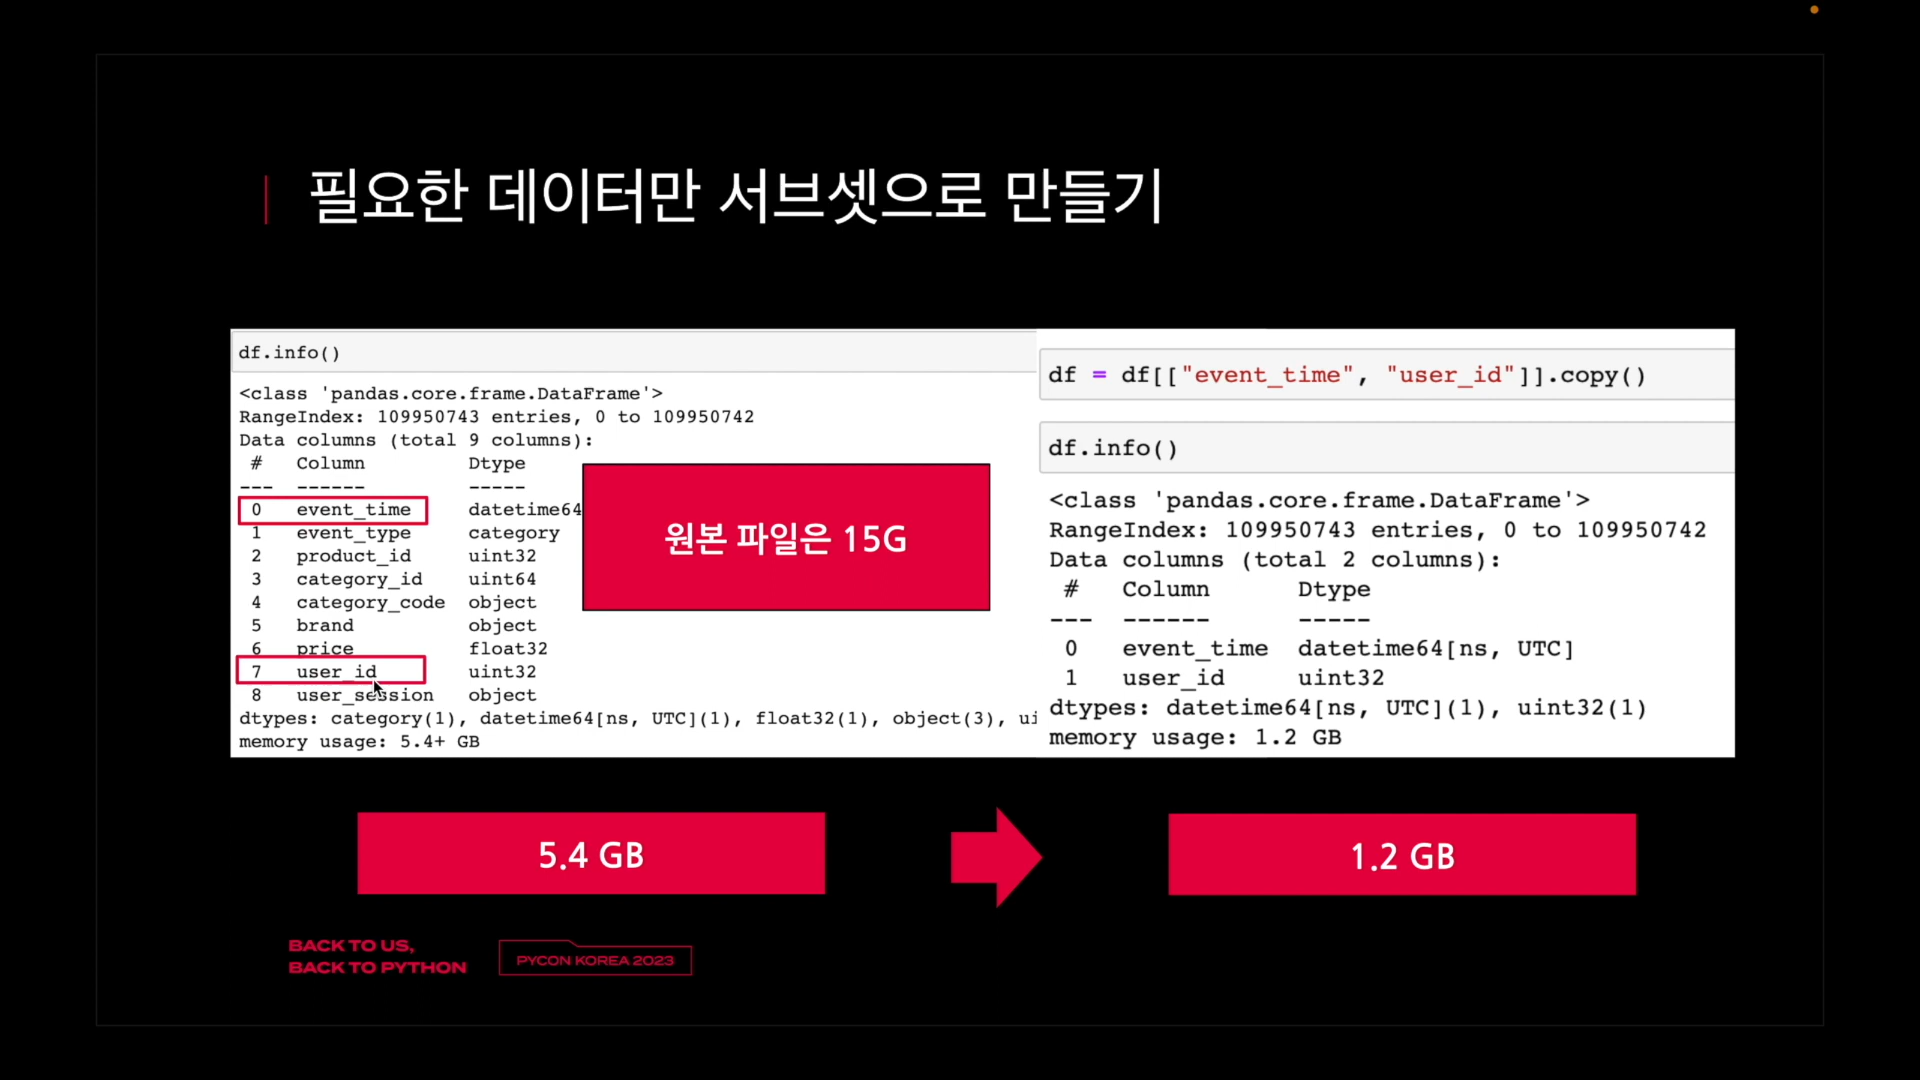 필요한 데이터만 서브셋으로 만들기
df.info()
<class 'pandas.core.frame.DataFrame'>
RangeIndex: 109950743 entries, 0 to 109950742
Data columns (total 9 columns):
# Column Dtype
--- ------ -----
0 event_time datetime64
1 event_type category
2 product_id uint32
3 category_id uint64
4 category_code object
5 brand object
6 price float32
7 user_id uint32
8 user_session object
dtypes: category(1), datetime64[ns, UTC](1), float32(1), object(3), ui
memory usage: 5.4+ GB
원본 파일은 15G
df = df[["event_time", "user_id"]].copy()
df.info()
<class 'pandas.core.frame.DataFrame'>
RangeIndex: 109950743 entries, 0 to 109950742
Data columns (total 2 columns):
# Column Dtype
--- ------ -----
0 event_time datetime64[ns, UTC]
1 user_id uint32
dtypes: datetime64[ns, UTC](1), uint32(1)
memory usage: 1.2 GB
5.4 GB
1.2 GB
BACK TO US,
BACK TO PYTHON
PYCON KOREA 2023